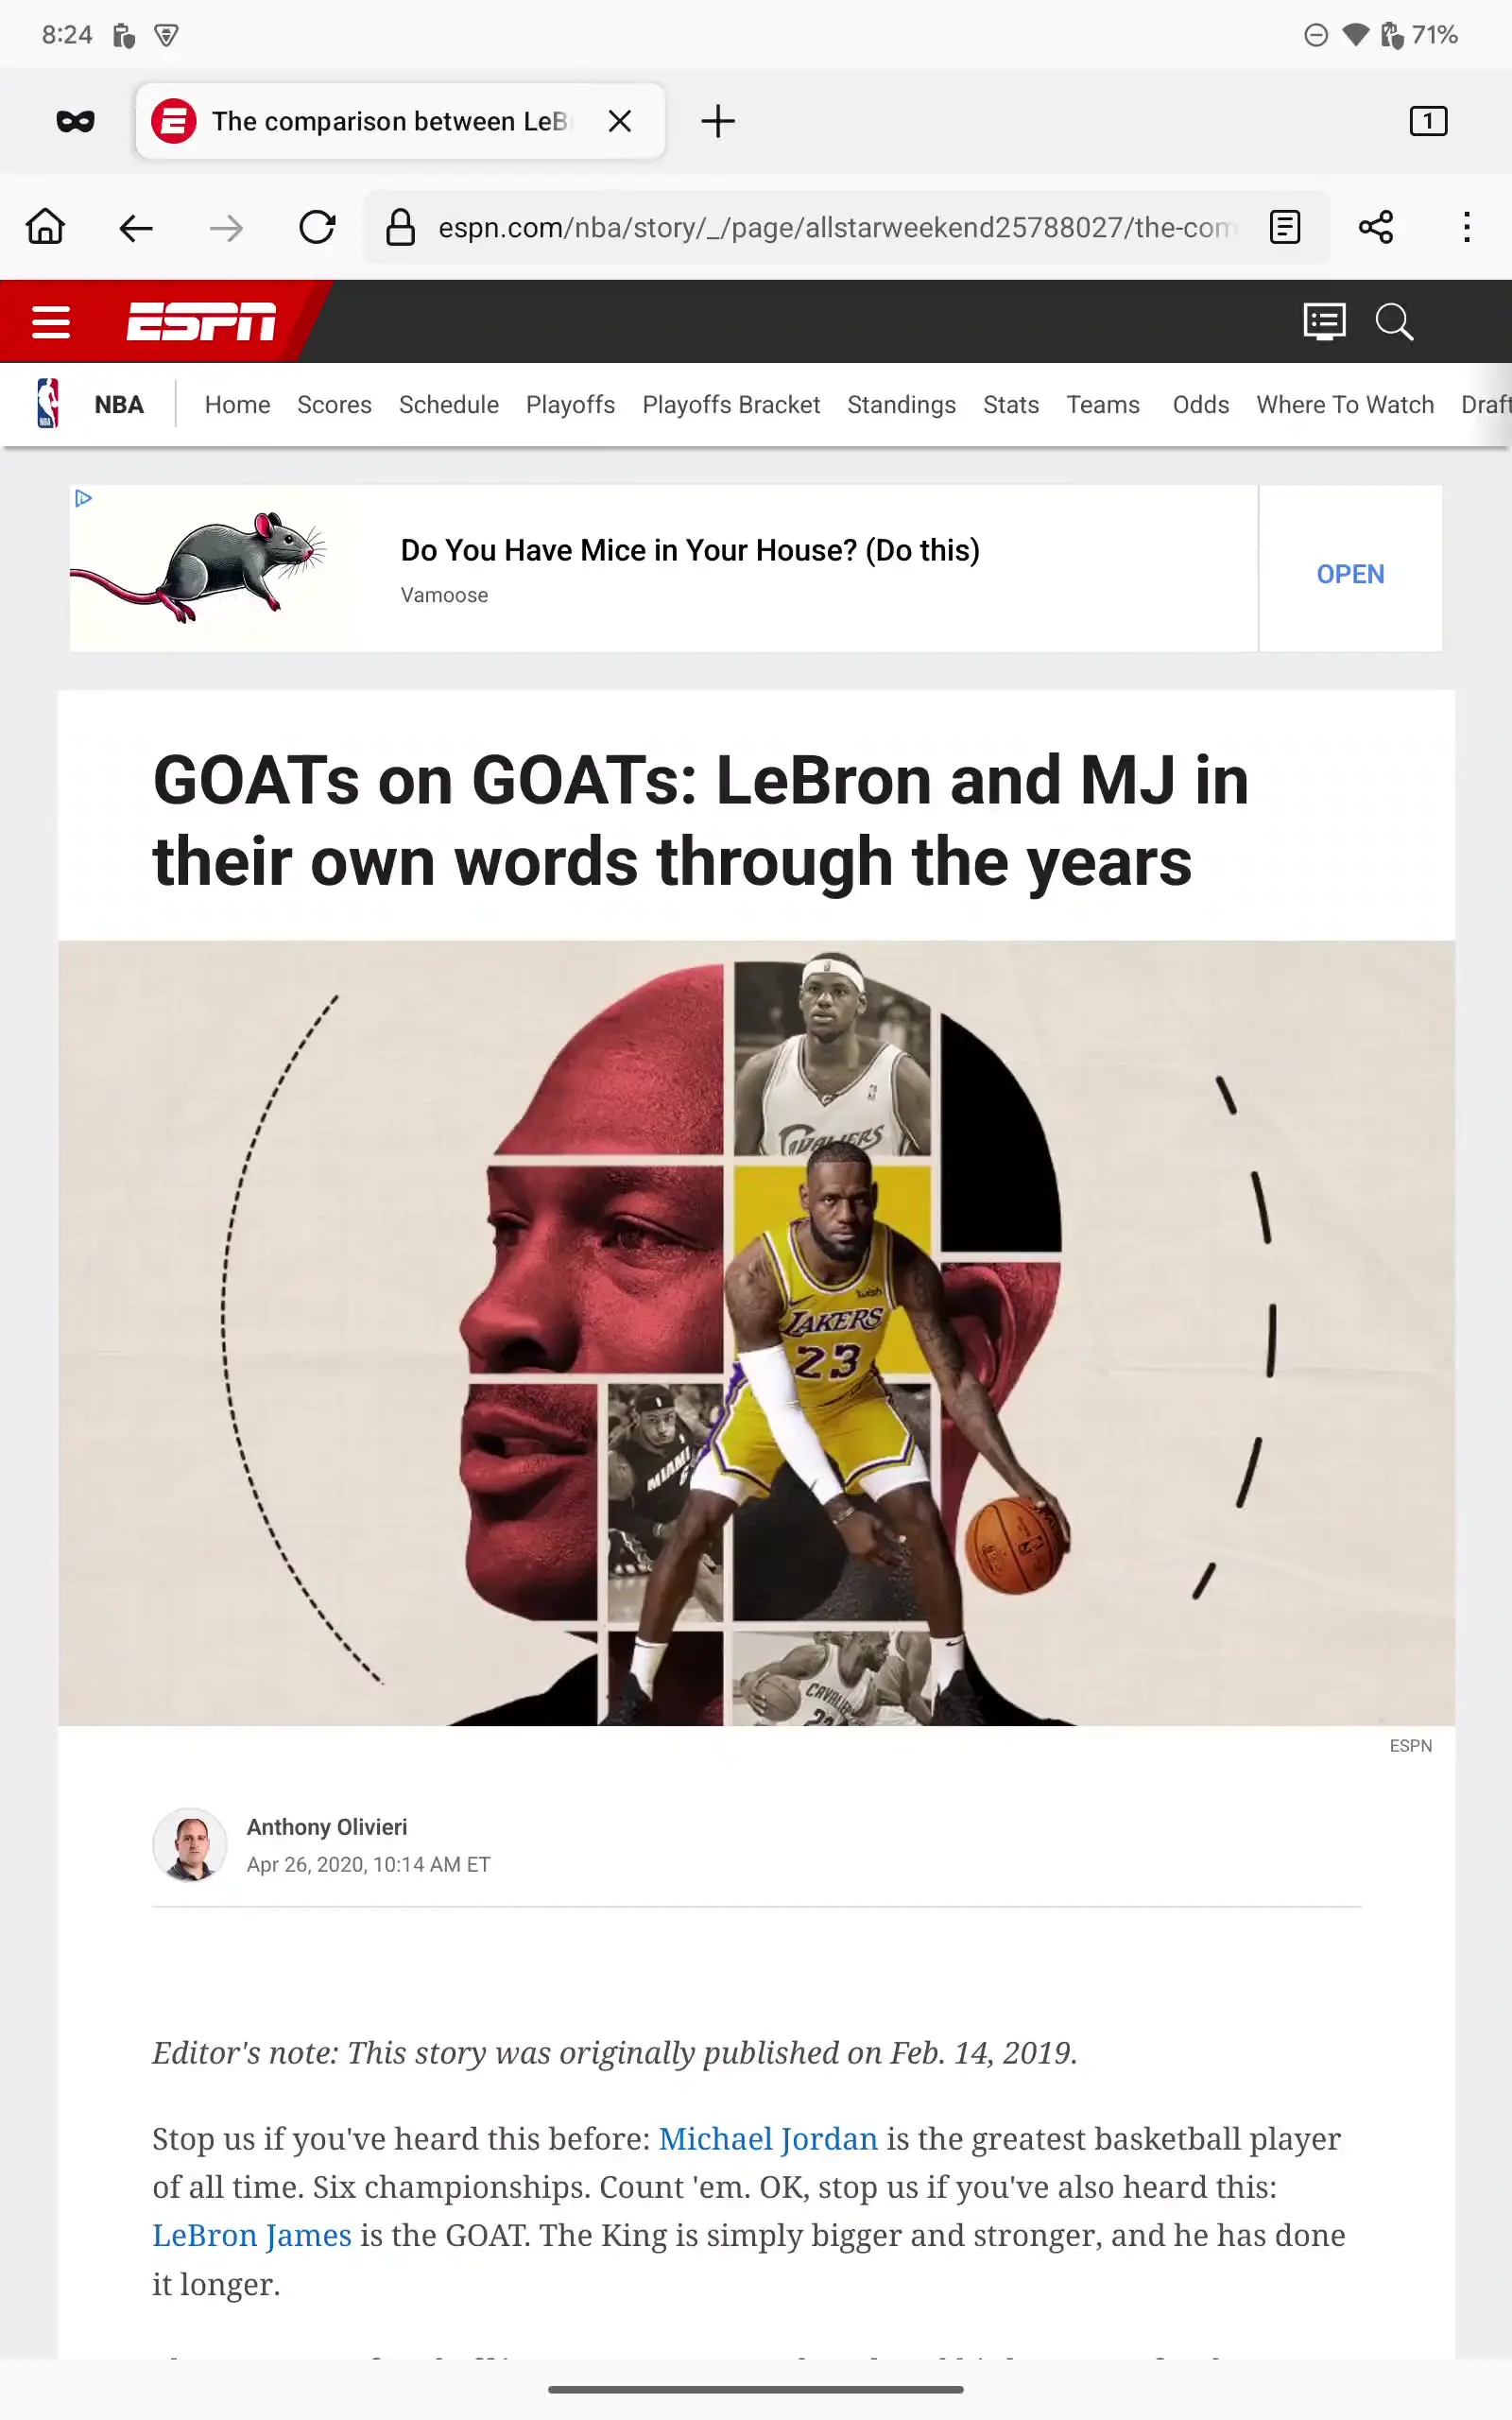 8:24
71%
The comparison between LeB
1
espn.com/nba/story/_/page/allstarweekend25788027/the-com
ESPN
NBA
Home Scores Schedule Playoffs Playoffs Bracket Standings Stats Teams Odds Where To Watch Draft
Do You Have Mice in Your House? (Do this)
Vamoose
OPEN
GOATs on GOATs: LeBron and MJ in
their own words through the years
CAVALIERS
LAKERS
23
MIAMI
CAVALIERS
ESPN
Anthony Olivieri
Apr 26, 2020, 10:14 AM ET
Editor's note: This story was originally published on Feb. 14, 2019.
Stop us if you've heard this before: Michael Jordan is the greatest basketball player
of all time. Six championships. Count 'em. OK, stop us if you've also heard this:
LeBron James is the GOAT. The King is simply bigger and stronger, and he has done
it longer.